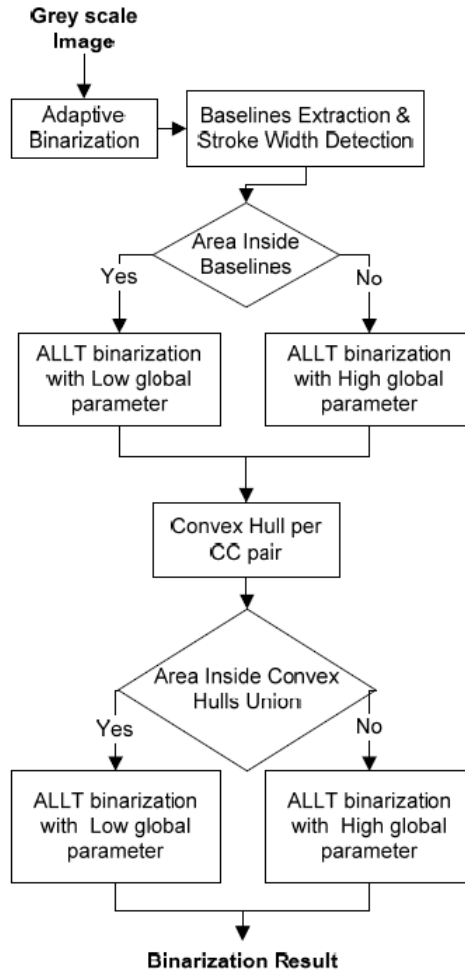 Grey scale
Image
Adaptive
Binarization
Baselines Extraction &
Stroke Width Detection
Area Inside
Baselines
Yes
No
ALLT binarization
with Low global
parameter
ALLT binarization
with High global
parameter
Convex Hull per
CC pair
Area Inside Convex
Hulls Union
Yes
No
ALLT binarization
with Low global
parameter
ALLT binarization
with High global
parameter
Binarization Result